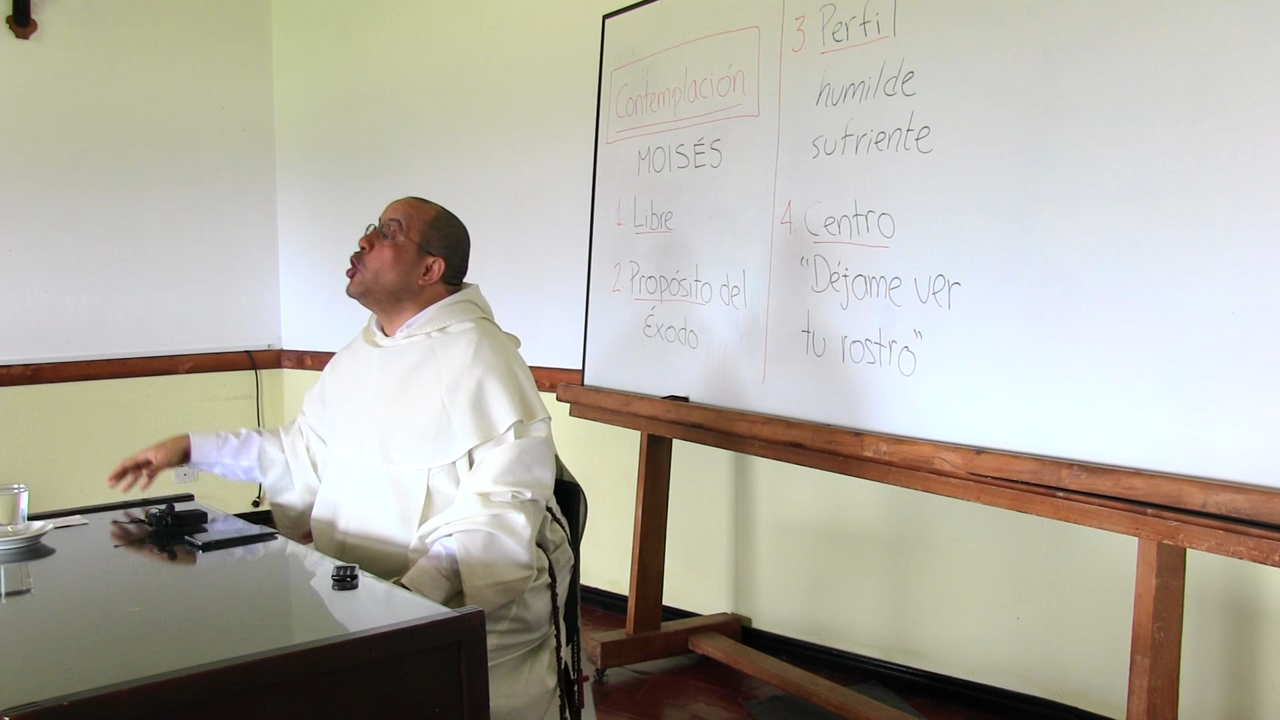 Contemplación
MOISÉS
1. Libre
2. Propósito del
Éxodo
3. Perfil
humilde
sufriente
4. Centro
"Déjame ver
tu rostro"